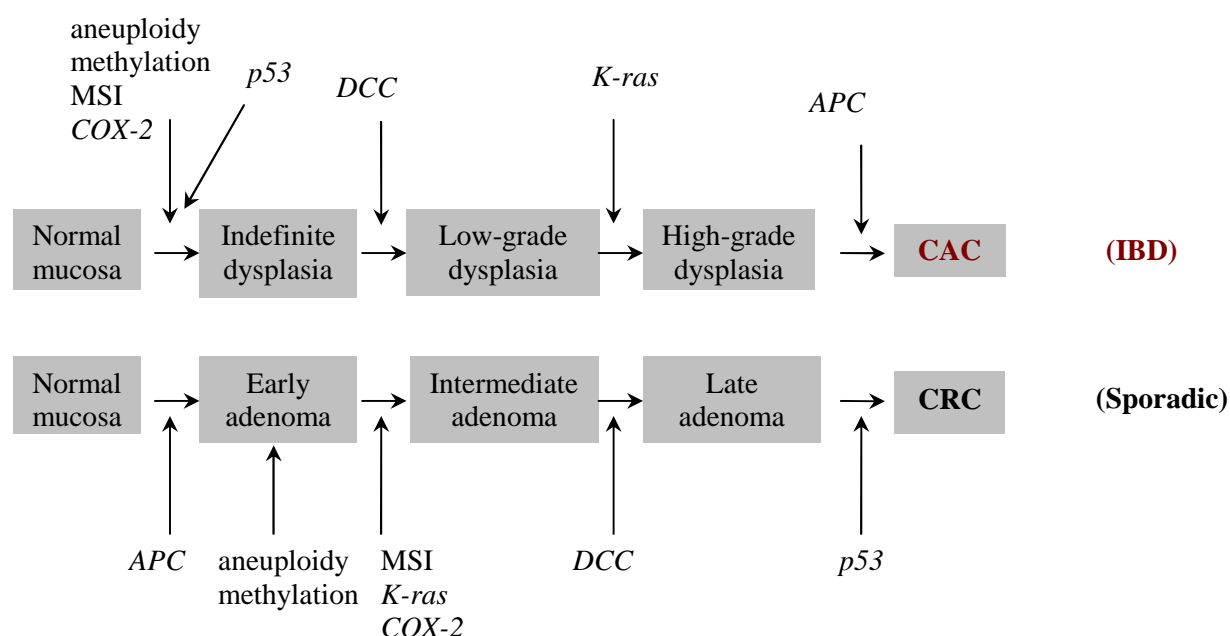 aneuploidy
methylation
MSI
COX-2
p53
DCC
K-ras
APC
Normal
mucosa
Indefinite
dysplasia
Low-grade
dysplasia
High-grade
dysplasia
CAC
(IBD)
Normal
mucosa
Early
adenoma
Intermediate
adenoma
Late
adenoma
CRC
(Sporadic)
APC
aneuploidy
methylation
MSI
K-ras
COX-2
DCC
p53